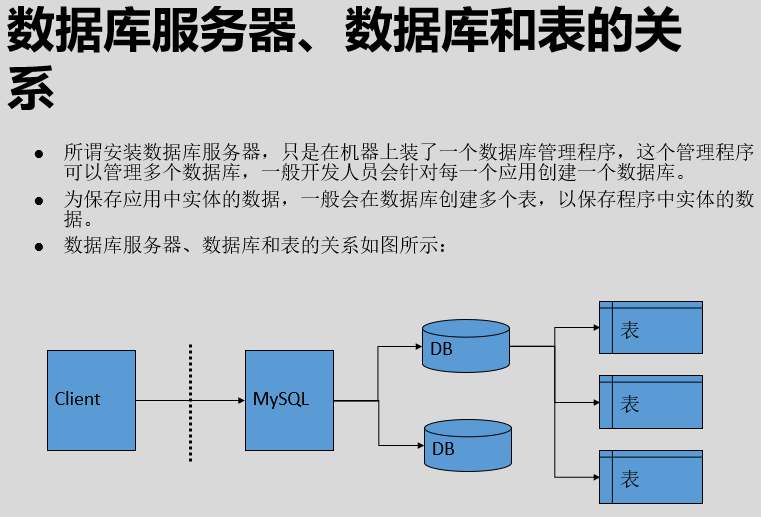 数据库服务器、数据库和表的关
系
● 所谓安装数据库服务器，只是在机器上装了一个数据库管理程序，这个管理程序
可以管理多个数据库，一般开发人员会针对每一个应用创建一个数据库。
● 为保存应用中实体的数据，一般会在数据库创建多个表，以保存程序中实体的数
据。
● 数据库服务器、数据库和表的关系如图所示：
Client
MySQL
DB
DB
表
表
表